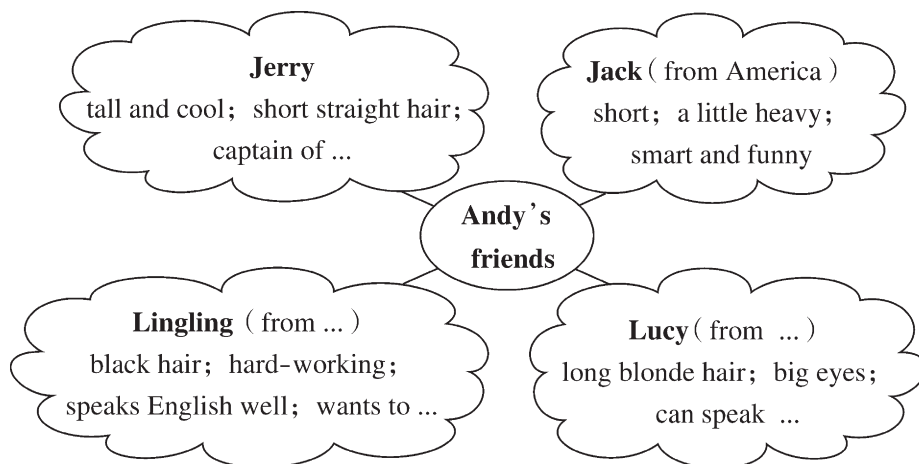 Jerry
tall and cool; short straight hair;
captain of ...
Jack ( from America )
short; a little heavy;
smart and funny
Andy's
friends
Lingling ( from ... )
black hair; hard-working;
speaks English well; wants to ...
Lucy ( from ... )
long blonde hair; big eyes;
can speak ...